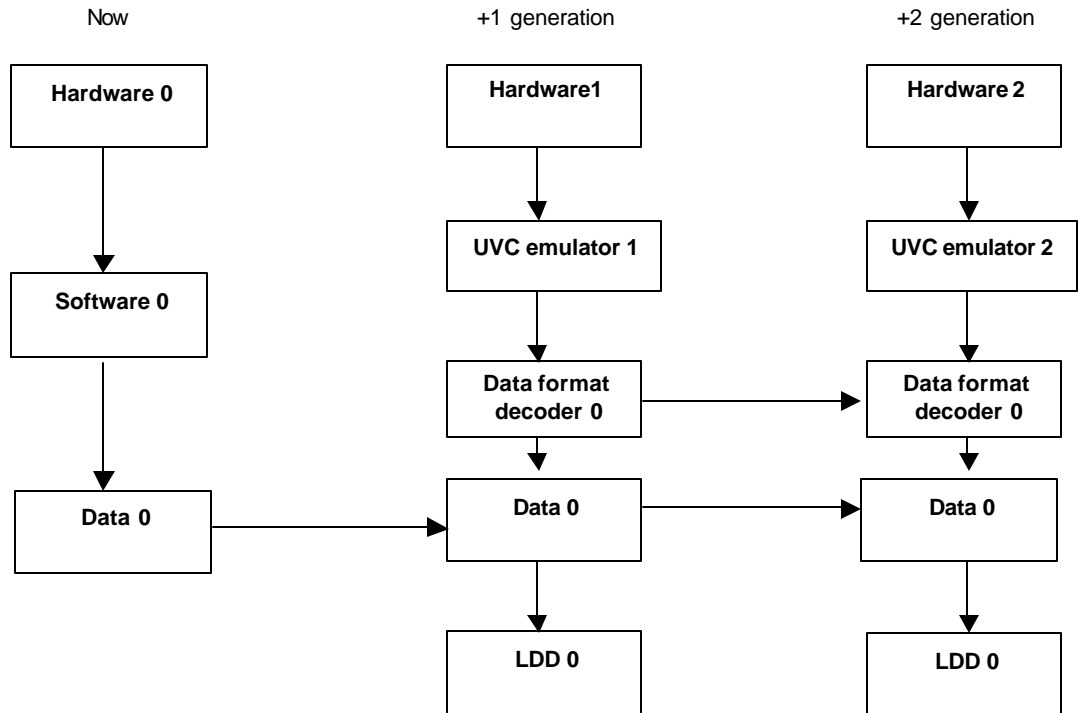 Now
+1 generation
+2 generation
Hardware 0
Hardware1
Hardware 2
UVC emulator 1
UVC emulator 2
Software 0
Data format
decoder 0
Data format
decoder 0
Data 0
Data 0
Data 0
LDD 0
LDD 0